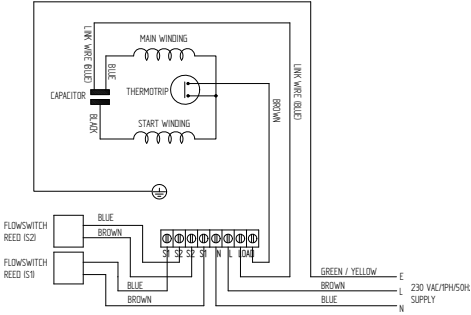 MAIN WINDING
LINK WIRE (BLUE)
BLUE
CAPACITOR
THERMOTRIP
BLACK
START WINDING
BROWN
LINK WIRE (BLUE)
FLOWSWITCH
REED (S2)
BLUE
BROWN
FLOWSWITCH
REED (S1)
BLUE
BROWN
S1 S2 S2 S1 N L LOAD
GREEN / YELLOW E
BROWN L
BLUE N
230 VAC/1PH/50Hz
SUPPLY